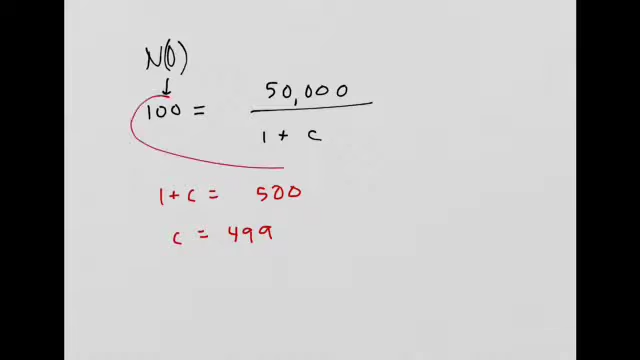 N(0)
↓
100 = 50,000 / 1 + c
1 + c = 500
c = 499